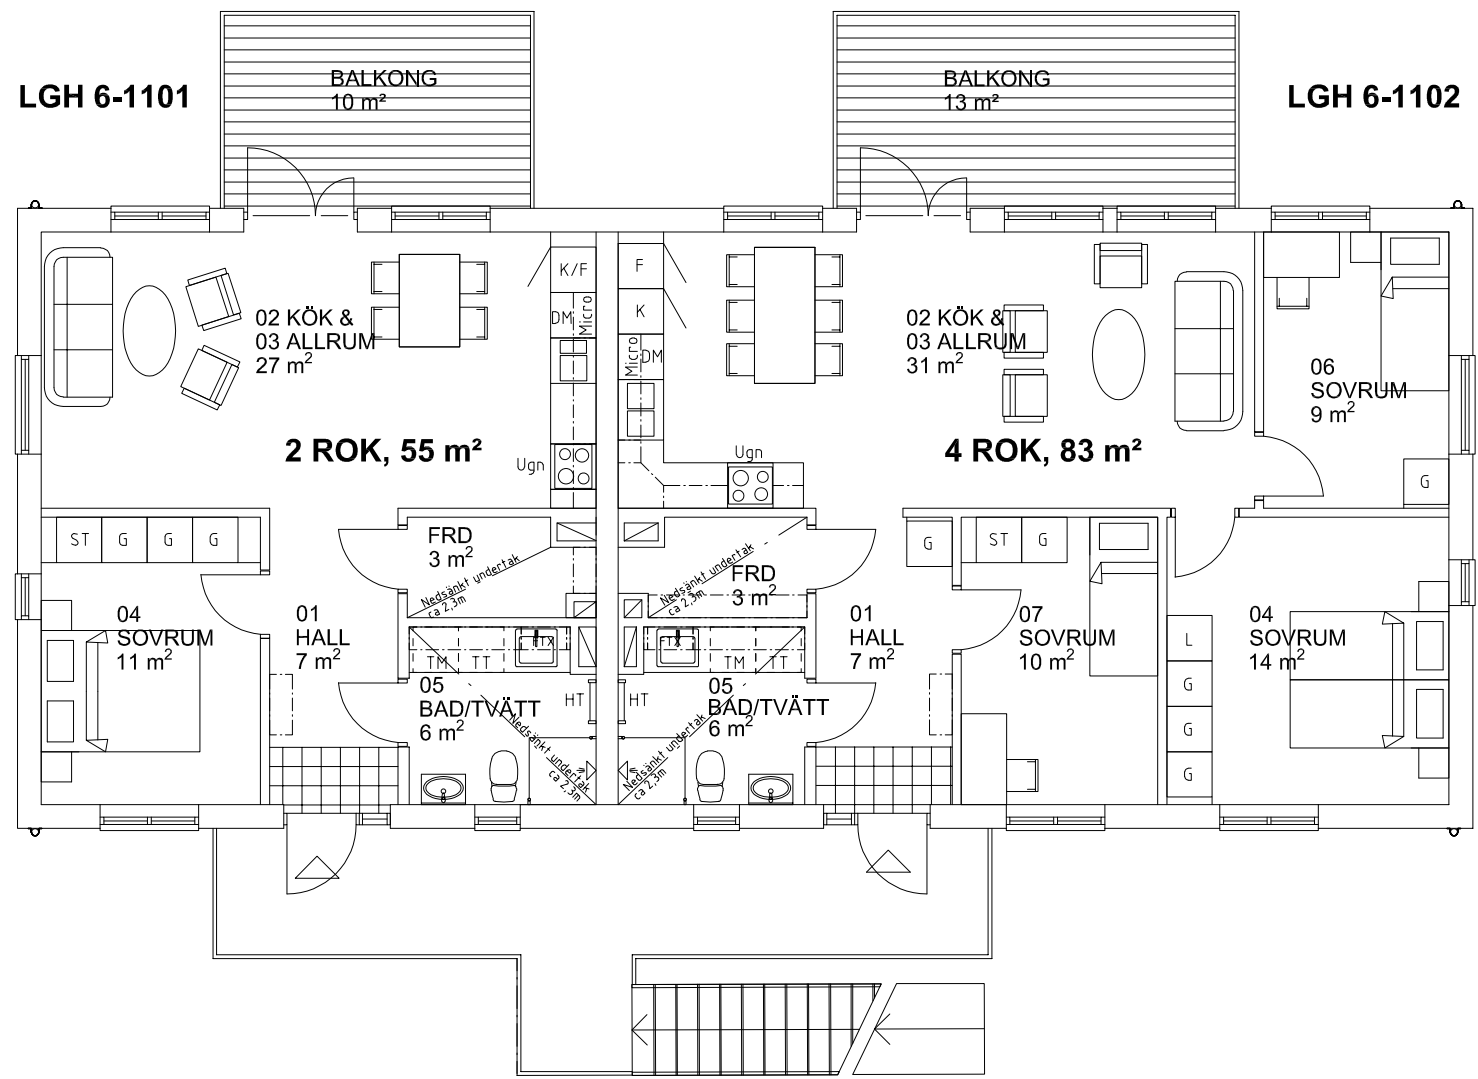 LGH 6-1101
BALKONG
10 m²
BALKONG
13 m²
LGH 6-1102
K/F
DM
Micro
Ugn
02 KÖK &
03 ALLRUM
27 m²
2 ROK, 55 m²
F
K
Micro
DM
Ugn
02 KÖK &
03 ALLRUM
31 m²
4 ROK, 83 m²
06
SOVRUM
9 m²
G
ST
G
G
G
04
SOVRUM
11 m²
01
HALL
7 m²
FRD
3 m²
Nedsänkt undertak
ca 2,3m
TM
TT
FTX
HT
05
BAD/TVÄTT
6 m²
Nedsänkt undertak
ca 2,3m
FRD
3 m²
Nedsänkt undertak
ca 2,3m
FTX
TM
TT
HT
05
BAD/TVÄTT
6 m²
Nedsänkt undertak
ca 2,3m
01
HALL
7 m²
G
ST
G
07
SOVRUM
10 m²
L
G
G
G
04
SOVRUM
14 m²